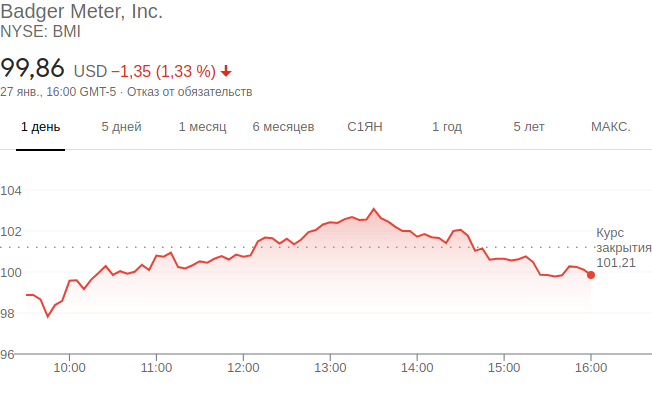 Badger Meter, Inc.
NYSE: BMI
99,86 USD −1,35 (1,33 %)
27 янв., 16:00 GMT-5 · Отказ от обязательств
1 день 5 дней 1 месяц 6 месяцев С1ЯН 1 год 5 лет МАКС.
104
102
Курс
закрытия
101,21
100
98
96
10:00 11:00 12:00 13:00 14:00 15:00 16:00